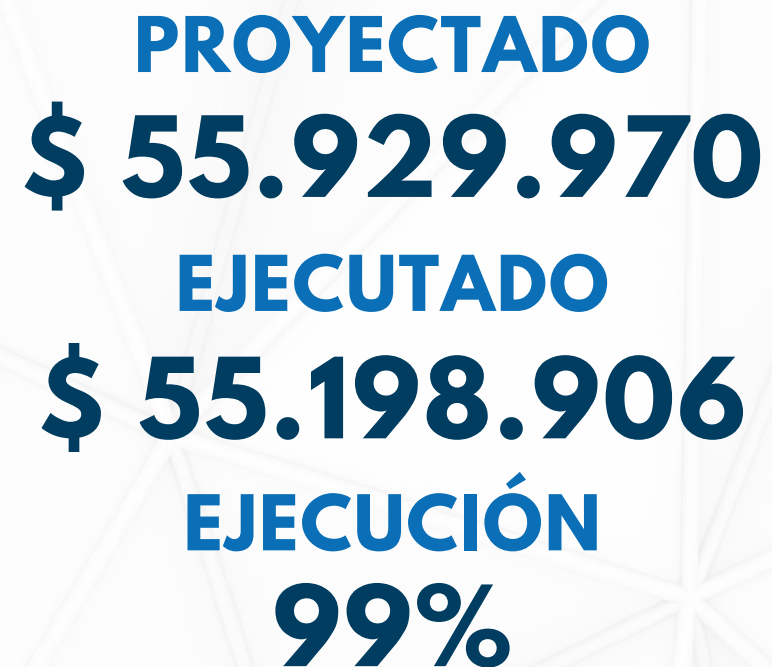 PROYECTADO
$ 55.929.970
EJECUTADO
$ 55.198.906
EJECUCIÓN
99%